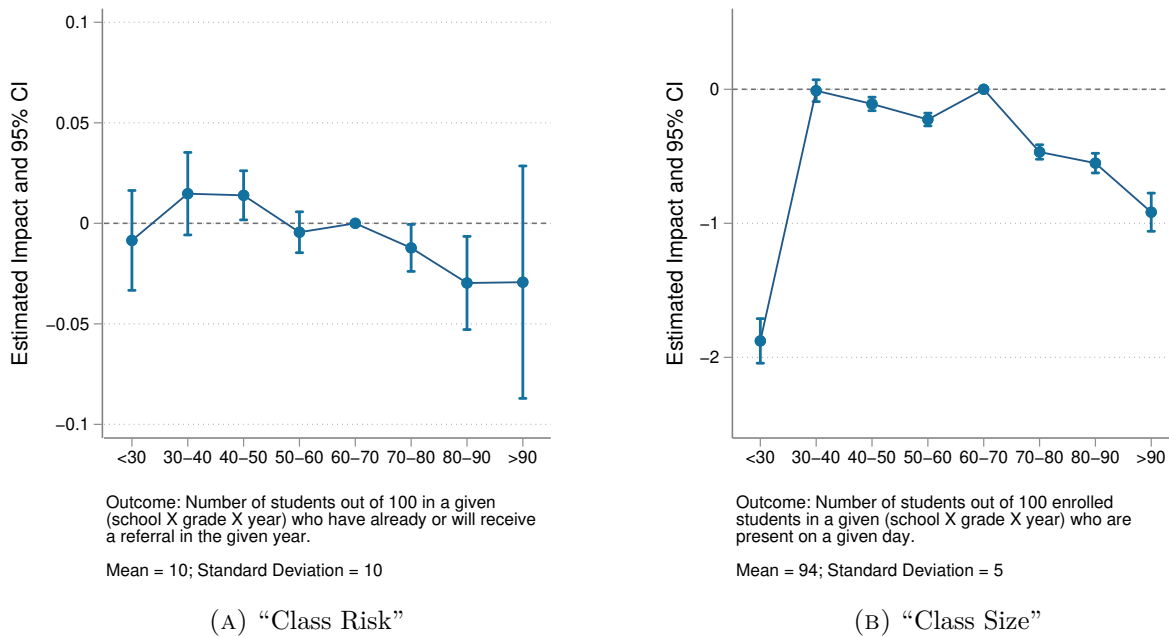 Estimated Impact and 95% CI
0.1
0.05
0
−0.05
−0.1
<30 30−40 40−50 50−60 60−70 70−80 80−90 >90
Outcome: Number of students out of 100 in a given
(school X grade X year) who have already or will receive
a referral in the given year.
Mean = 10; Standard Deviation = 10
(A) “Class Risk”
Estimated Impact and 95% CI
0
−1
−2
<30 30−40 40−50 50−60 60−70 70−80 80−90 >90
Outcome: Number of students out of 100 enrolled
students in a given (school X grade X year) who are
present on a given day.
Mean = 94; Standard Deviation = 5
(B) “Class Size”